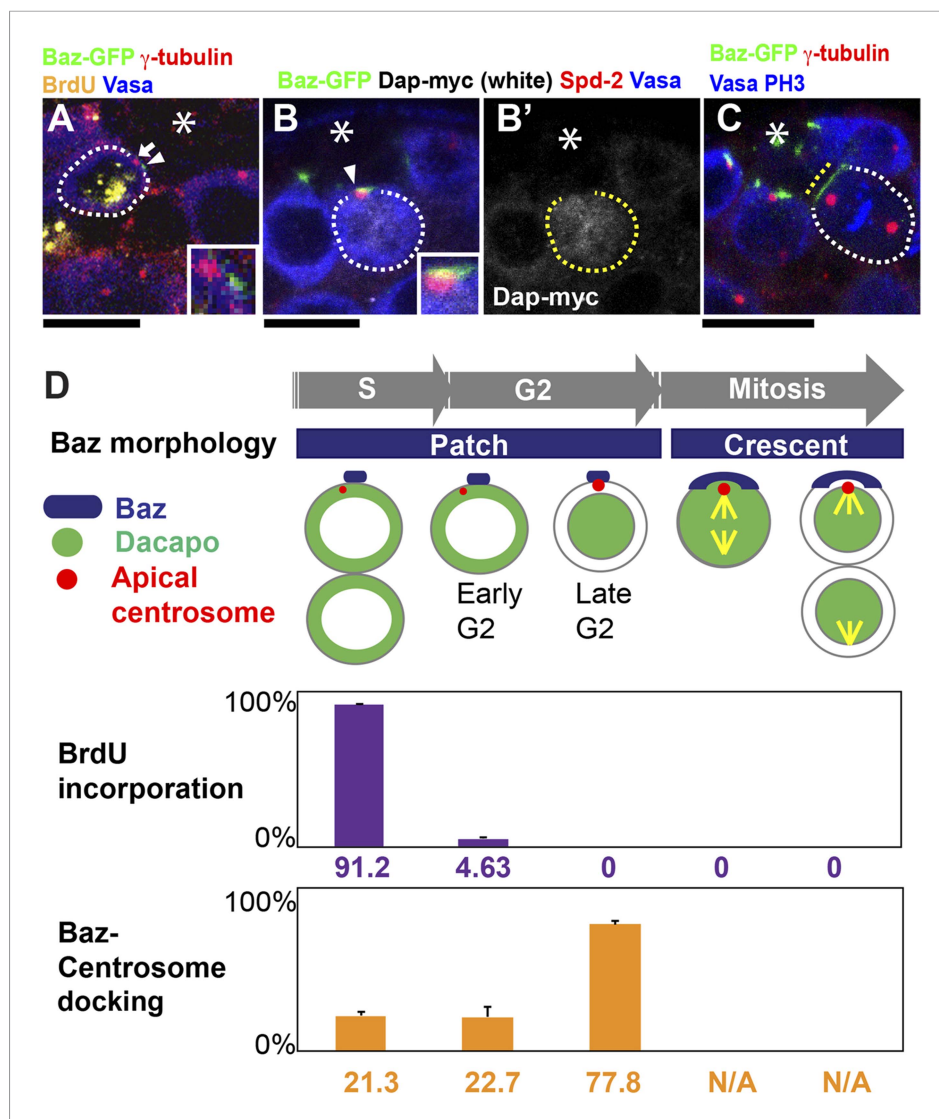 Baz-GFP γ-tubulin
BrdU Vasa
Baz-GFP Dap-myc (white) Spd-2 Vasa
Baz-GFP γ-tubulin
Vasa PH3
A
*
B
*
B’
*
Dap-myc
C
*
D
S
G2
Mitosis
Baz morphology
Patch
Crescent
Baz
Dacapo
Apical
centrosome
Early
G2
Late
G2
BrdU
incorporation
100%
0%
91.2 4.63 0 0 0
Baz-
Centrosome
docking
100%
0%
21.3 22.7 77.8 N/A N/A